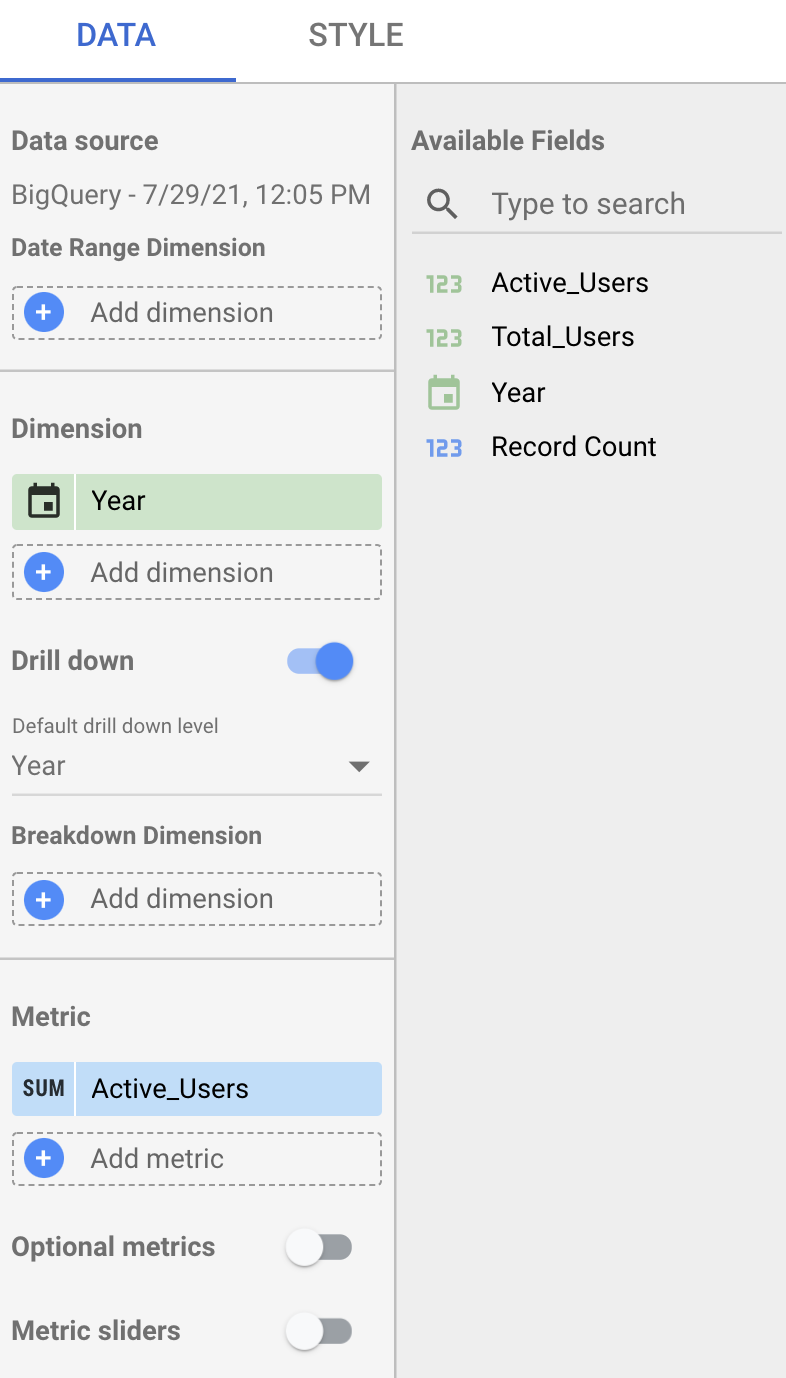 DATA STYLE
Data source
BigQuery - 7/29/21, 12:05 PM
Date Range Dimension
Add dimension
Dimension
Year
Add dimension
Drill down
Default drill down level
Year
Breakdown Dimension
Add dimension
Metric
SUM Active_Users
Add metric
Optional metrics
Metric sliders
Available Fields
Type to search
123 Active_Users
123 Total_Users
Year
123 Record Count